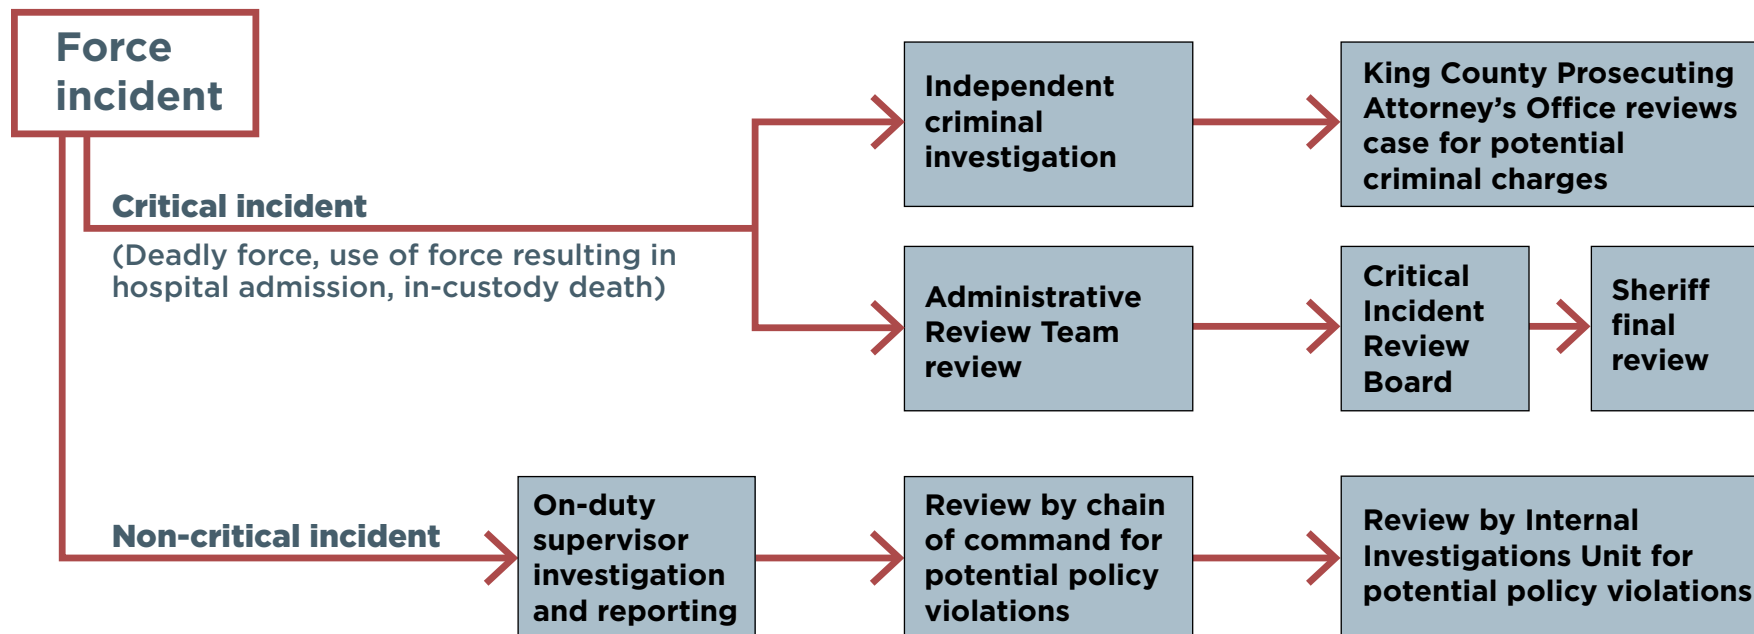 Force
incident
Critical incident
(Deadly force, use of force resulting in
hospital admission, in-custody death)
Independent
criminal
investigation
King County Prosecuting
Attorney’s Office reviews
case for potential
criminal charges
Administrative
Review Team
review
Critical
Incident
Review
Board
Sheriff
final
review
Non-critical incident
On-duty
supervisor
investigation
and reporting
Review by chain
of command for
potential policy
violations
Review by Internal
Investigations Unit for
potential policy violations